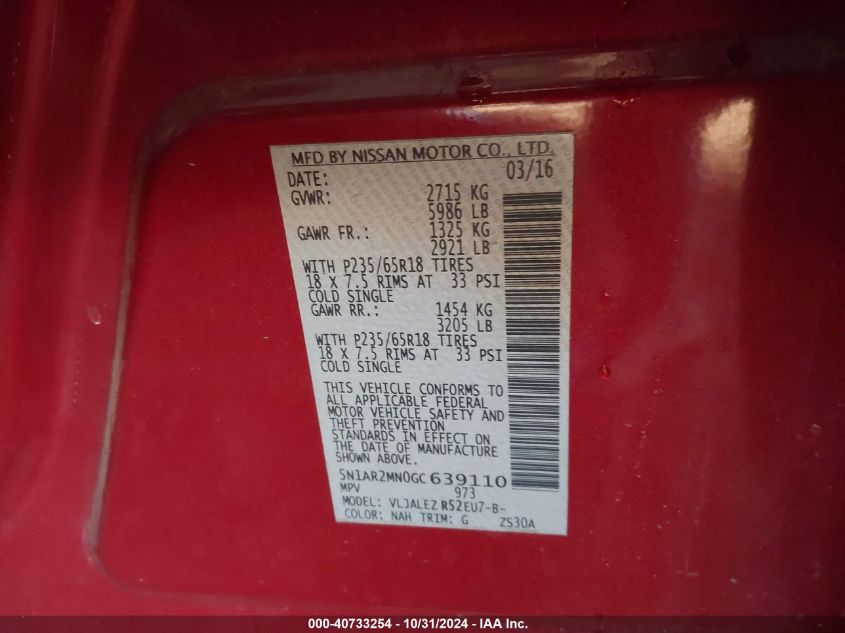 MFD BY NISSAN MOTOR CO., LTD.
DATE: 03/16
GVWR: 2715 KG
5986 LB
GAWR FR.: 1325 KG
2921 LB
WITH P235/65R18 TIRES
18 X 7.5 RIMS AT 33 PSI
COLD SINGLE
GAWR RR.: 1454 KG
3205 LB
WITH P235/65R18 TIRES
18 X 7.5 RIMS AT 33 PSI
COLD SINGLE
THIS VEHICLE CONFORMS TO
ALL APPLICABLE FEDERAL
MOTOR VEHICLE SAFETY AND
THEFT PREVENTION
STANDARDS IN EFFECT ON
THE DATE OF MANUFACTURE
SHOWN ABOVE.
5N1AR2MN0GC 639110
MPV 973
MODEL: VLJALEZ R52EU7-B-
COLOR: NAH TRIM: G 2S30A
000-40733254 - 10/31/2024 - IAA Inc.